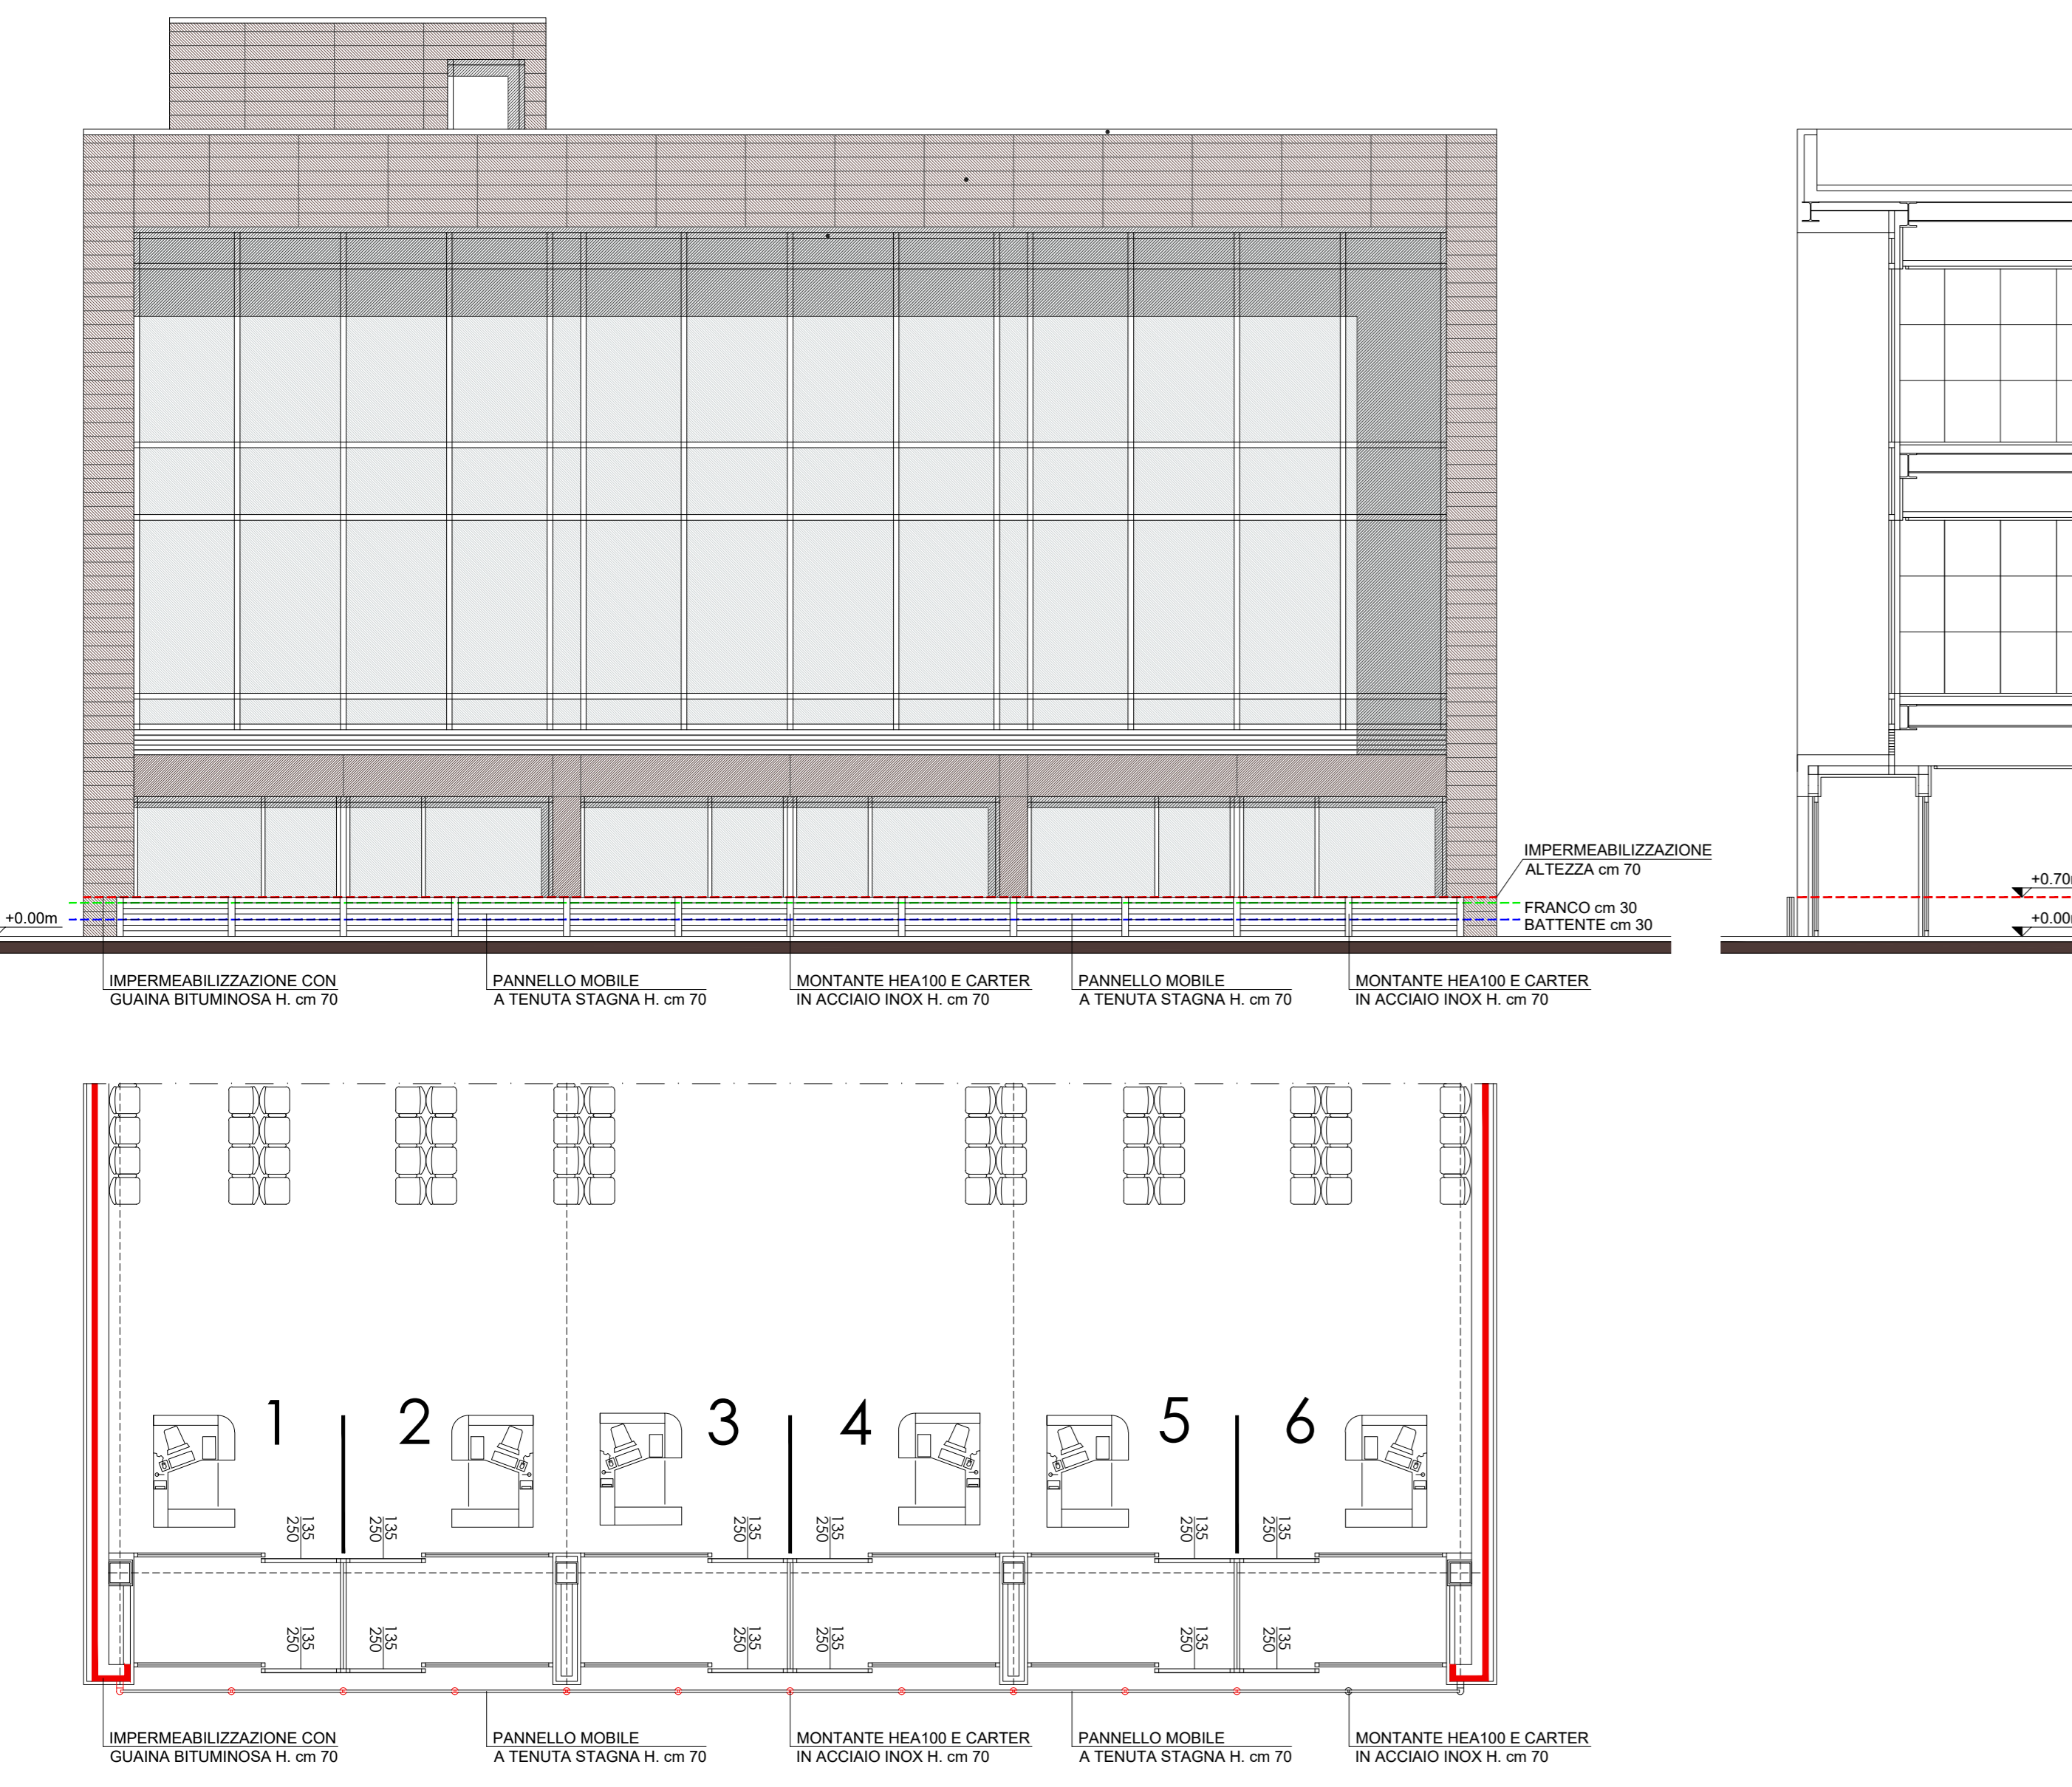 IMPERMEABILIZZAZIONE
ALTEZZA cm 70
+0.70
+0.00m
FRANCO cm 30
BATTENTE cm 30
+0.00
IMPERMEABILIZZAZIONE CON
GUAINA BITUMINOSA H. cm 70
PANNELLO MOBILE
A TENUTA STAGNA H. cm 70
MONTANTE HEA100 E CARTER
IN ACCIAIO INOX H. cm 70
PANNELLO MOBILE
A TENUTA STAGNA H. cm 70
MONTANTE HEA100 E CARTER
IN ACCIAIO INOX H. cm 70
1
2
3
4
5
6
135
250
135
250
135
250
135
250
135
250
135
250
135
250
135
250
135
250
135
250
135
250
135
250
IMPERMEABILIZZAZIONE CON
GUAINA BITUMINOSA H. cm 70
PANNELLO MOBILE
A TENUTA STAGNA H. cm 70
MONTANTE HEA100 E CARTER
IN ACCIAIO INOX H. cm 70
PANNELLO MOBILE
A TENUTA STAGNA H. cm 70
MONTANTE HEA100 E CARTER
IN ACCIAIO INOX H. cm 70